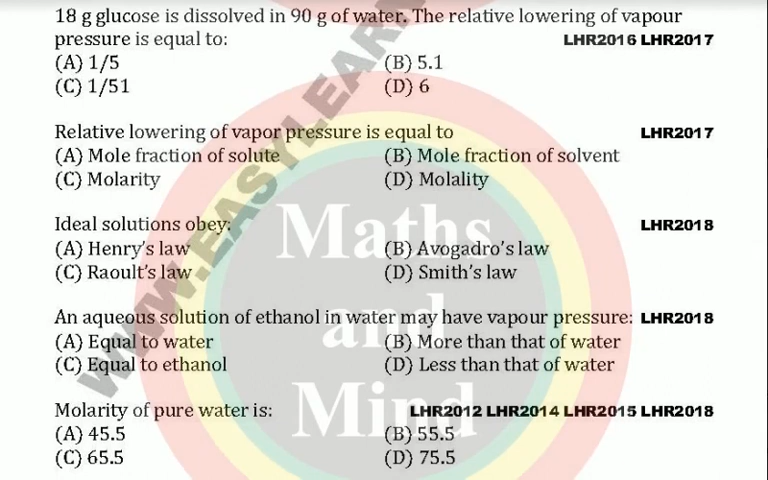 18 g glucose is dissolved in 90 g of water. The relative lowering of vapour
pressure is equal to: LHR2016 LHR2017
(A) 1/5 (B) 5.1
(C) 1/51 (D) 6
Relative lowering of vapor pressure is equal to LHR2017
(A) Mole fraction of solute (B) Mole fraction of solvent
(C) Molarity (D) Molality
Ideal solutions obey: LHR2018
(A) Henry's law (B) Avogadro's law
(C) Raoult's law (D) Smith's law
An aqueous solution of ethanol in water may have vapour pressure: LHR2018
(A) Equal to water (B) More than that of water
(C) Equal to ethanol (D) Less than that of water
Molarity of pure water is: LHR2012 LHR2014 LHR2015 LHR2018
(A) 45.5 (B) 55.5
(C) 65.5 (D) 75.5
Maths
and
Mind
WWW.EASYLEARN